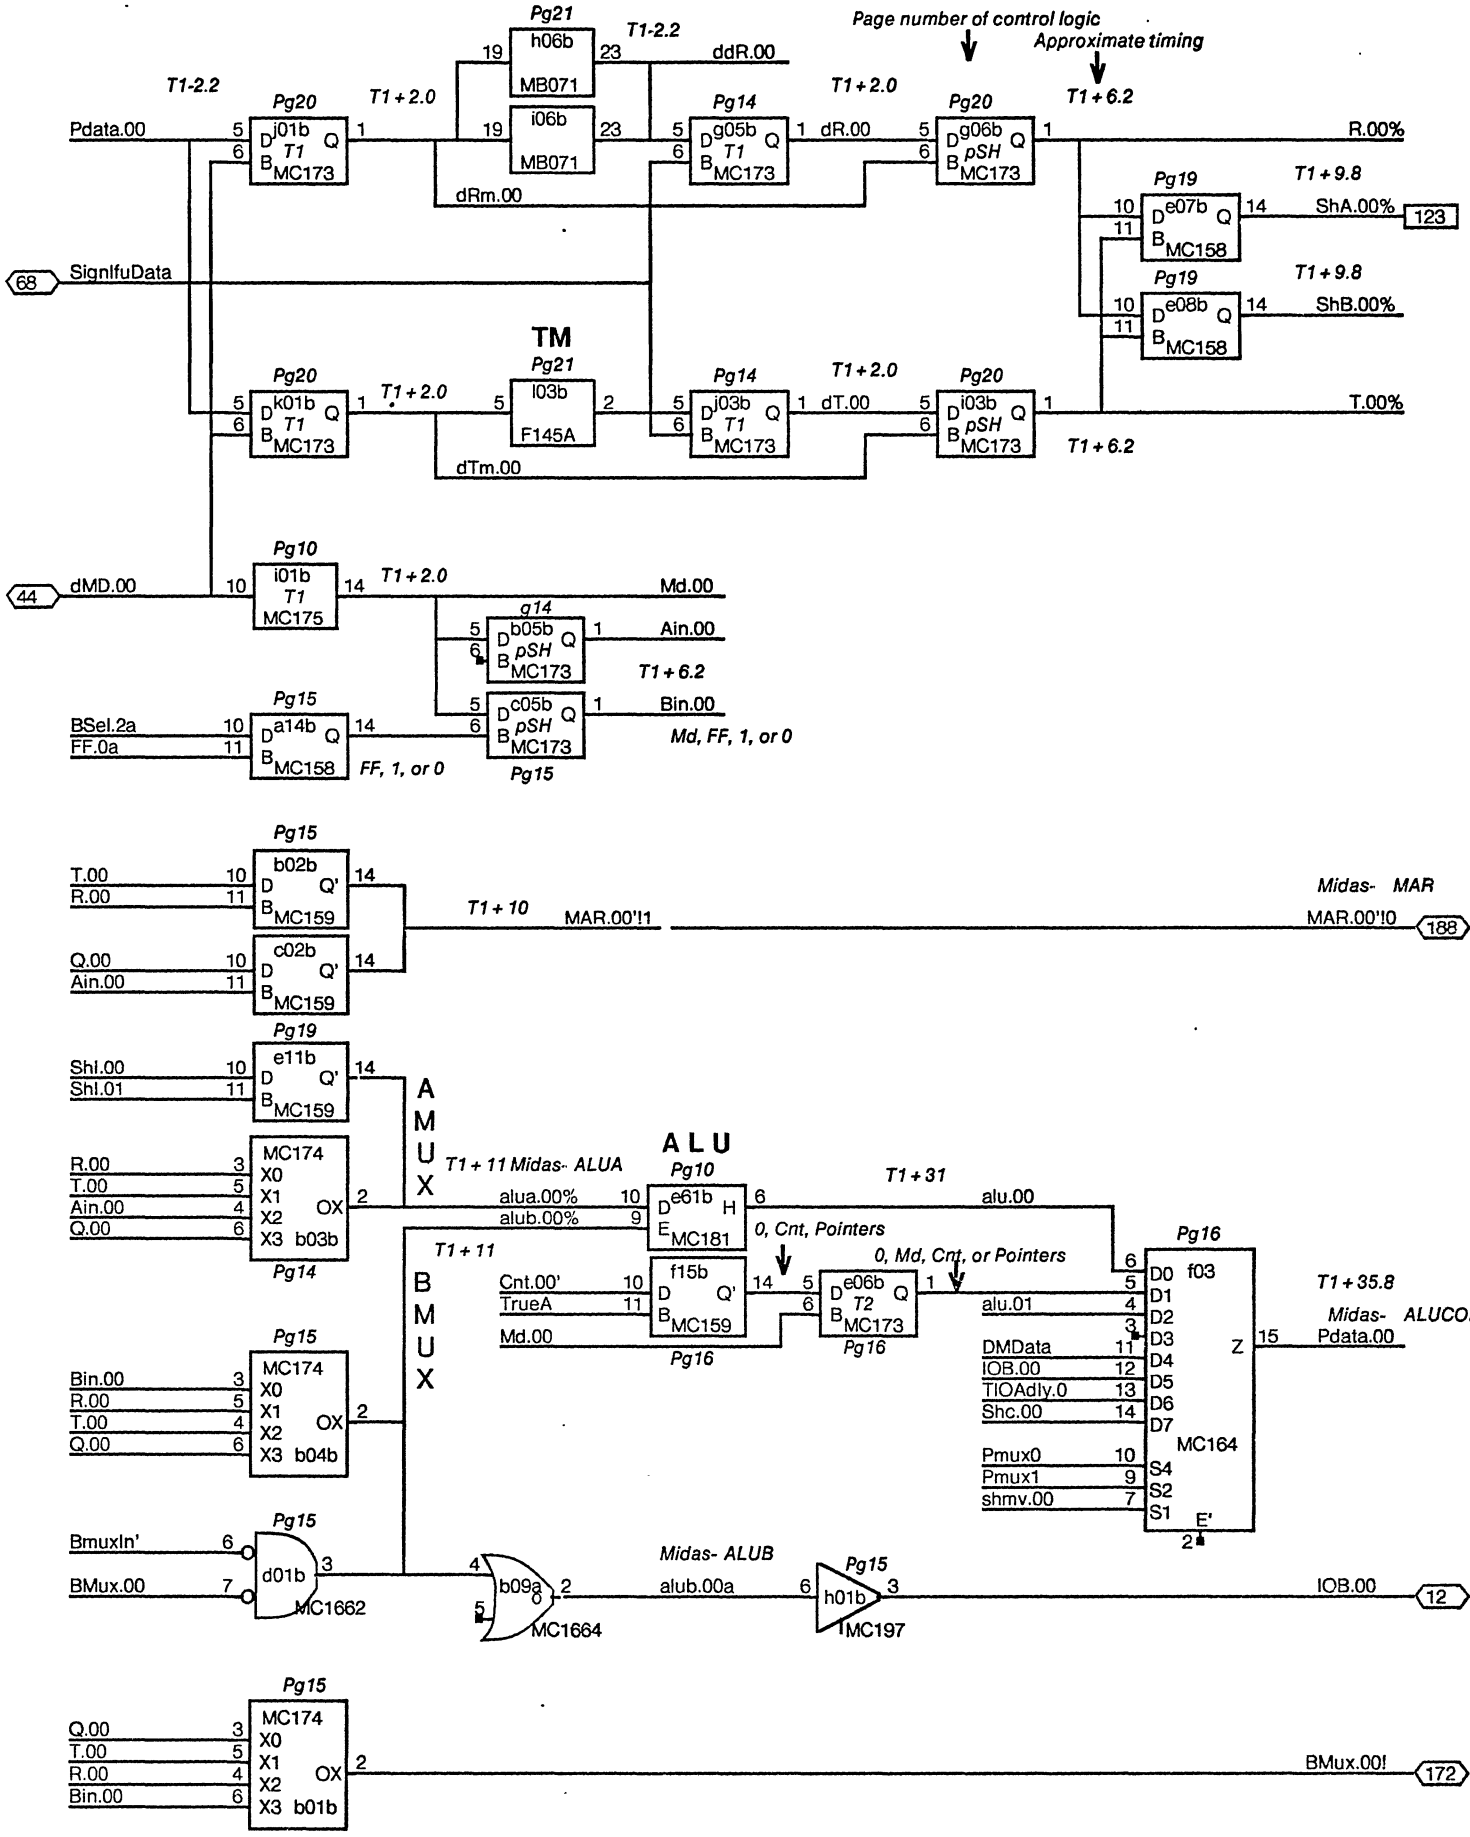 Pg21
T1-2.2
Page number of control logic
Approximate timing
h06b
19
23
ddR.00
MB071
T1-2.2
Pg20
T1+2.0
Pg14
T1+2.0
Pg20
T1+6.2
Pdata.00
5 D j01b Q 1
6 B T1
MC173
19 i06b 23
MB071
5 D g05b Q 1
6 B T1
MC173
dR.00
5 D g06b Q 1
6 B pSH
MC173
R.00%
dRm.00
Pg19
T1+9.8
10 D e07b Q 14
11 B
MC158
ShA.00%
123
68
SignIfuData
Pg19
T1+9.8
10 D e08b Q 14
11 B
MC158
ShB.00%
TM
Pg20
T1+2.0
Pg21
Pg14
T1+2.0
Pg20
5 D k01b Q 1
6 B T1
MC173
5 l03b 2
F145A
5 D j03b Q 1
6 B T1
MC173
dT.00
5 D i03b Q 1
6 B pSH
MC173
T.00%
T1+6.2
dTm.00
Pg10
44
dMD.00
10 i01b 14
T1
MC175
T1+2.0
Md.00
g14
5 D b05b Q 1
6 B pSH
MC173
Ain.00
T1+6.2
5 D c05b Q 1
6 B pSH
MC173
Bin.00
Pg15
Md, FF, 1, or 0
Pg15
BSel.2a
FF.0a
10 D a14b Q 14
11 B
MC158
FF, 1, or 0
Pg15
T.00
R.00
10 D b02b Q' 14
11 B
MC159
T1+10
MAR.00'!1
Midas- MAR
MAR.00'!0
188
Q.00
Ain.00
10 D c02b Q' 14
11 B
MC159
Pg19
Shl.00
Shl.01
10 D e11b Q' 14
11 B
MC159
AMUX
R.00 3 X0
T.00 5 X1
Ain.00 4 X2
Q.00 6 X3
MC174
OX 2
b03b
Pg14
T1+11 Midas- ALUA
ALU
Pg10
alua.00%
alub.00%
10 D e61b H 6
9 E
MC181
T1+31
alu.00
T1+11
0, Cnt, Pointers
0, Md, Cnt, or Pointers
Cnt.00'
TrueA
10 D f15b Q' 14
11 B
MC159
Pg16
Md.00
5 D e06b Q 1
6 B T2
MC173
Pg16
BMUX
Pg16
f03
6 D0
5 D1
alu.01 4 D2
3 D3
DMData 11 D4
IOB.00 12 D5
TIOAdly.0 13 D6
Shc.00 14 D7
MC164
Pmux0 10 S4
Pmux1 9 S2
shmv.00 7 S1
E'
2
Z 15
T1+35.8
Midas- ALUCO.
Pdata.00
Pg15
Bin.00 3 X0
R.00 5 X1
T.00 4 X2
Q.00 6 X3
MC174
OX 2
b04b
Pg15
BmuxIn' 6
BMux.00 7
d01b
3
MC1662
4
5
b09a
o
2
MC1664
Midas- ALUB
alub.00a
Pg15
6 h01b 3
MC197
IOB.00
12
Pg15
Q.00 3 X0
T.00 5 X1
R.00 4 X2
Bin.00 6 X3
MC174
OX 2
b01b
BMux.00!
172